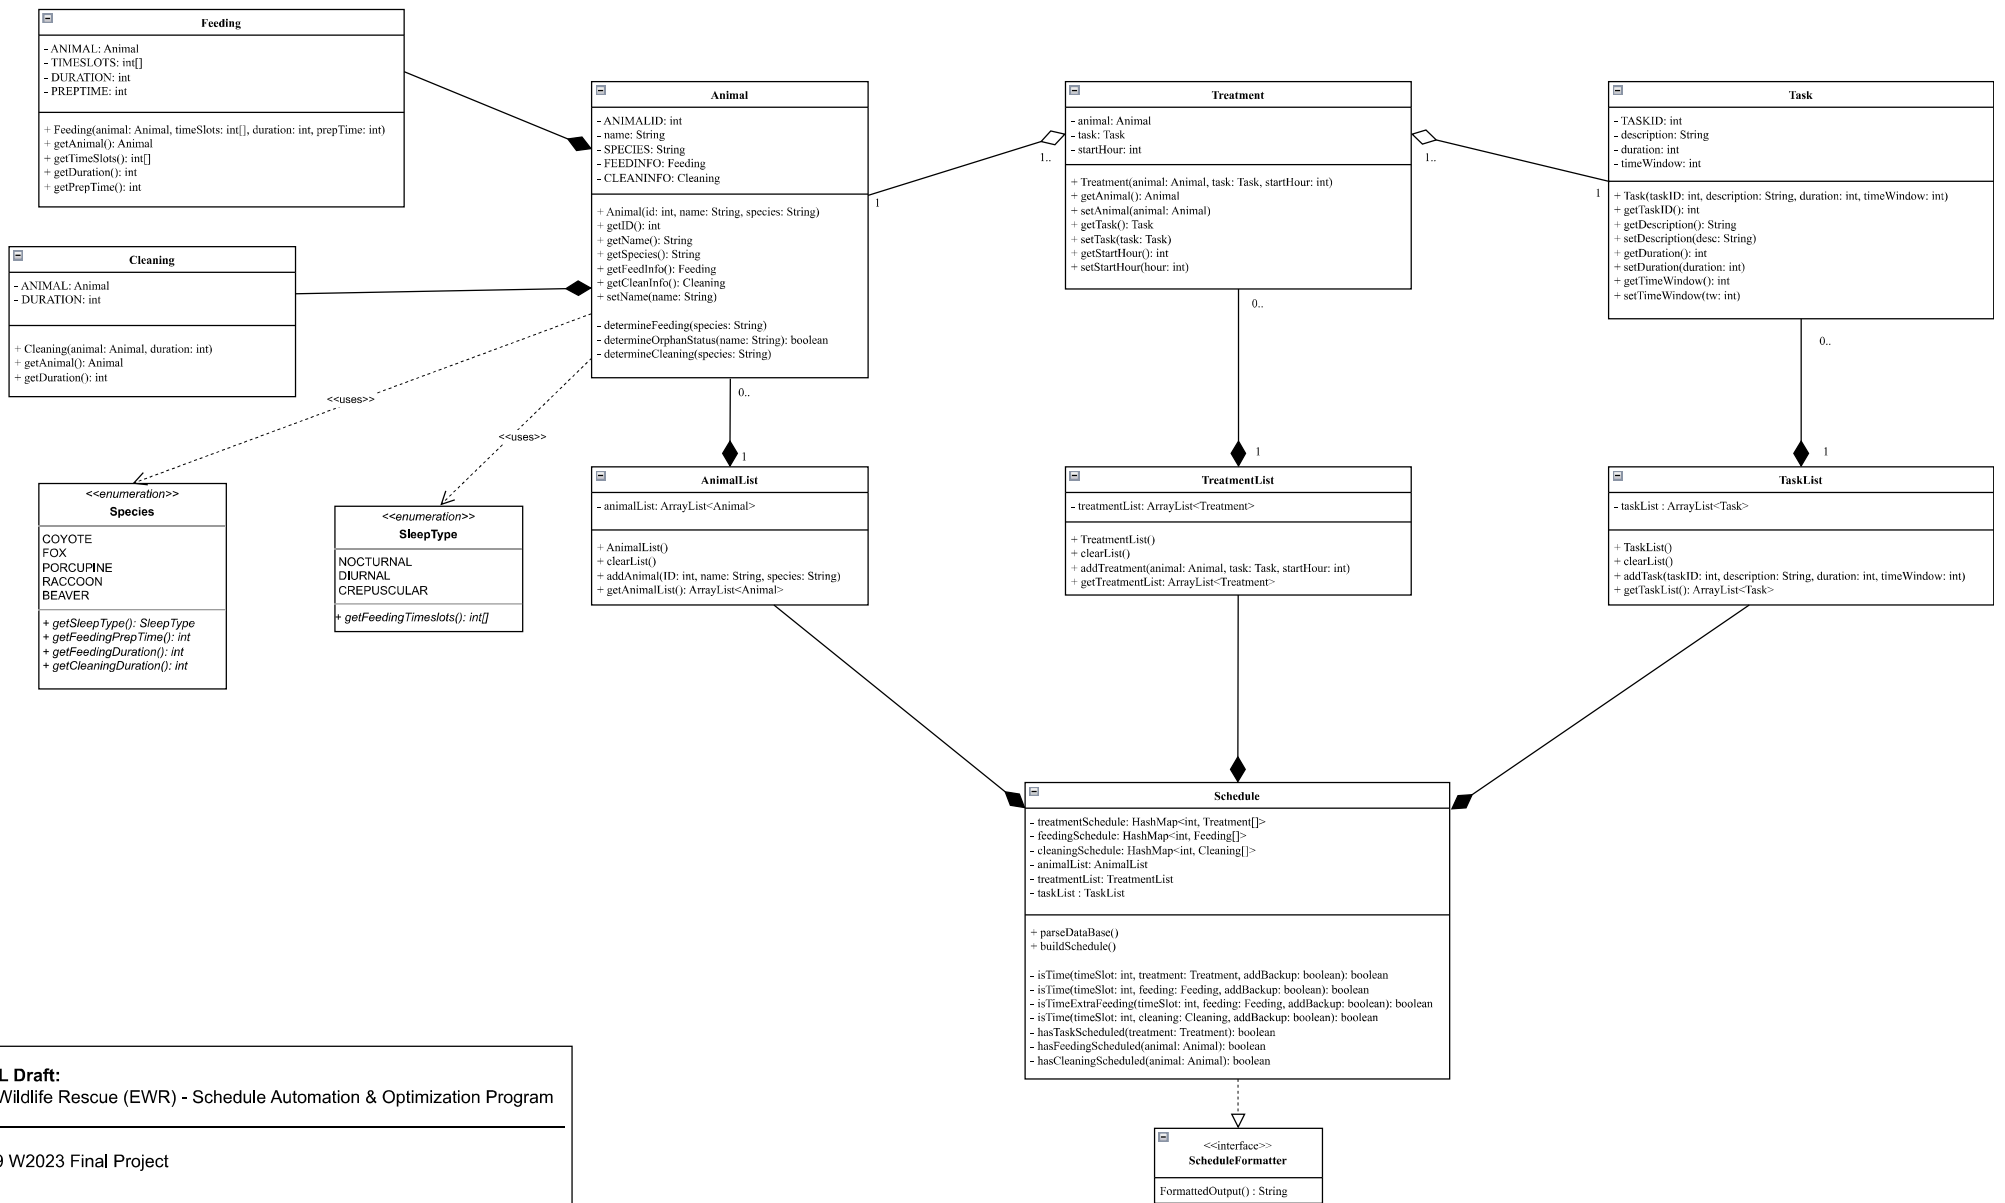 Feeding
- ANIMAL: Animal
- TIMESLOTS: int[]
- DURATION: int
- PREPTIME: int
+ Feeding(animal: Animal, timeSlots: int[], duration: int, prepTime: int)
+ getAnimal(): Animal
+ getTimeSlots(): int[]
+ getDuration(): int
+ getPrepTime(): int
Animal
- ANIMALID: int
- name: String
- SPECIES: String
- FEEDINFO: Feeding
- CLEANINFO: Cleaning
+ Animal(id: int, name: String, species: String)
+ getID(): int
+ getName(): String
+ getSpecies(): String
+ getFeedInfo(): Feeding
+ getCleanInfo(): Cleaning
+ setName(name: String)
- determineFeeding(species: String)
- determineOrphanStatus(name: String): boolean
- determineCleaning(species: String)
1
1..
Treatment
- animal: Animal
- task: Task
- startHour: int
+ Treatment(animal: Animal, task: Task, startHour: int)
+ getAnimal(): Animal
+ setAnimal(animal: Animal)
+ getTask(): Task
+ setTask(task: Task)
+ getStartHour(): int
+ setStartHour(hour: int)
1..
1
Task
- TASKID: int
- description: String
- duration: int
- timeWindow: int
+ Task(taskID: int, description: String, duration: int, timeWindow: int)
+ getTaskID(): int
+ getDescription(): String
+ setDescription(desc: String)
+ getDuration(): int
+ setDuration(duration: int)
+ getTimeWindow(): int
+ setTimeWindow(tw: int)
Cleaning
- ANIMAL: Animal
- DURATION: int
+ Cleaning(animal: Animal, duration: int)
+ getAnimal(): Animal
+ getDuration(): int
<<uses>>
<<uses>>
0..
1
0..
1
0..
1
<<enumeration>>
Species
COYOTE
FOX
PORCUPINE
RACCOON
BEAVER
+ getSleepType(): SleepType
+ getFeedingPrepTime(): int
+ getFeedingDuration(): int
+ getCleaningDuration(): int
<<enumeration>>
SleepType
NOCTURNAL
DIURNAL
CREPUSCULAR
+ getFeedingTimeslots(): int[]
AnimalList
- animalList: ArrayList<Animal>
+ AnimalList()
+ clearList()
+ addAnimal(ID: int, name: String, species: String)
+ getAnimalList(): ArrayList<Animal>
TreatmentList
- treatmentList: ArrayList<Treatment>
+ TreatmentList()
+ clearList()
+ addTreatment(animal: Animal, task: Task, startHour: int)
+ getTreatmentList: ArrayList<Treatment>
TaskList
- taskList : ArrayList<Task>
+ TaskList()
+ clearList()
+ addTask(taskID: int, description: String, duration: int, timeWindow: int)
+ getTaskList(): ArrayList<Task>
Schedule
- treatmentSchedule: HashMap<int, Treatment[]>
- feedingSchedule: HashMap<int, Feeding[]>
- cleaningSchedule: HashMap<int, Cleaning[]>
- animalList: AnimalList
- treatmentList: TreatmentList
- taskList : TaskList
+ parseDataBase()
+ buildSchedule()
- isTime(timeSlot: int, treatment: Treatment, addBackup: boolean): boolean
- isTime(timeSlot: int, feeding: Feeding, addBackup: boolean): boolean
- isTimeExtraFeeding(timeSlot: int, feeding: Feeding, addBackup: boolean): boolean
- isTime(timeSlot: int, cleaning: Cleaning, addBackup: boolean): boolean
- hasTaskScheduled(treatment: Treatment): boolean
- hasFeedingScheduled(animal: Animal): boolean
- hasCleaningScheduled(animal: Animal): boolean
<<interface>>
ScheduleFormatter
FormattedOutput() : String
L Draft:
Wildlife Rescue (EWR) - Schedule Automation & Optimization Program
9 W2023 Final Project